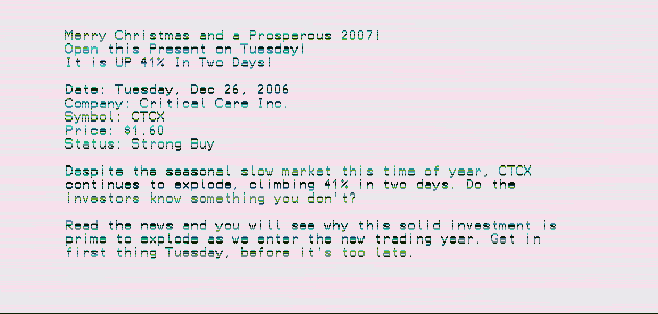 Merry Christmas and a Prosperous 2007!
Open this Present on Tuesday!
It is UP 41% In Two Days!
Date: Tuesday, Dec 26, 2006
Company: Critical Care Inc.
Symbol: CTCX
Price: $1.60
Status: Strong Buy
Despite the seasonal slow market this time of year, CTCX
continues to explode, climbing 41% in two days. Do the
investors know something you don't?
Read the news and you will see why this solid investment is
prime to explode as we enter the new trading year. Get in
first thing Tuesday, before it's too late.